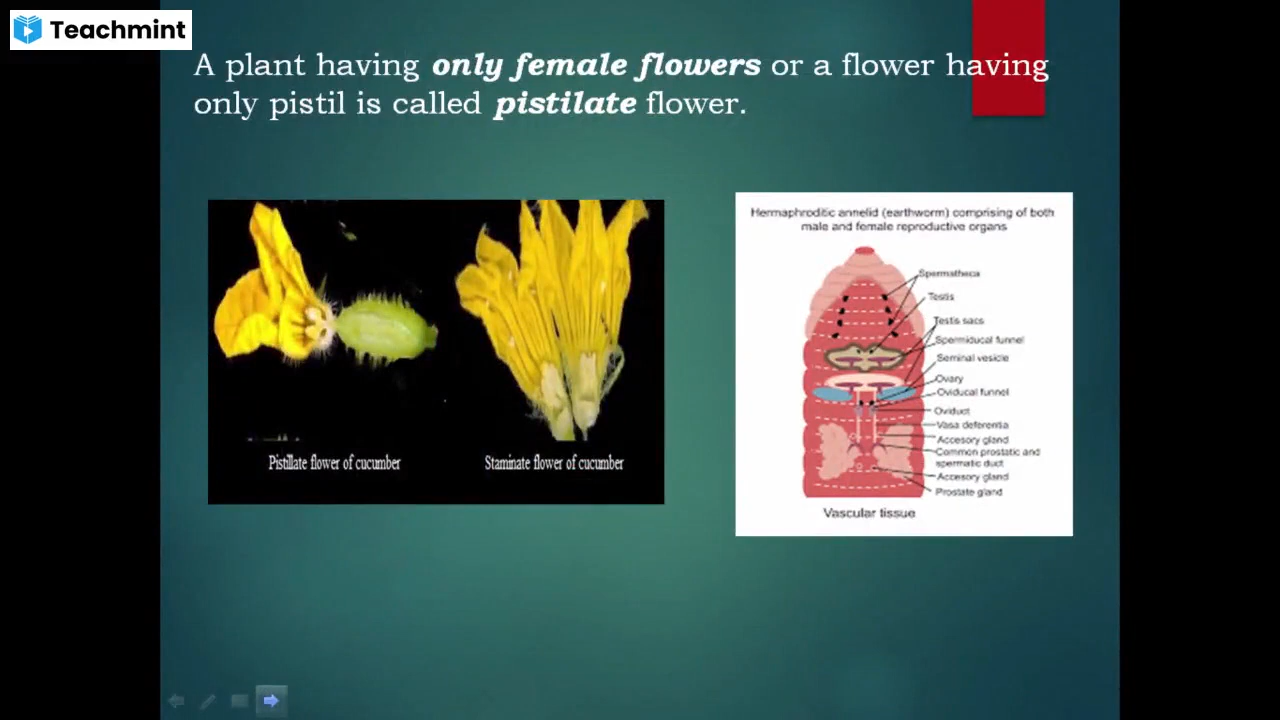 Teachmint
A plant having only female flowers or a flower having
only pistil is called pistilate flower.
Pistillate flower of cucumber
Staminate flower of cucumber
Hermaphroditic annelid (earthworm) comprising of both
male and female reproductive organs
Spermatheca
Testis
Testis sacs
Spermiducal funnel
Seminal vesicle
Ovary
Oviducal funnel
Oviduct
Vasa deferentia
Accesory gland
Common prostatic and
spermatic duct
Accesory gland
Prostate gland
Vascular tissue